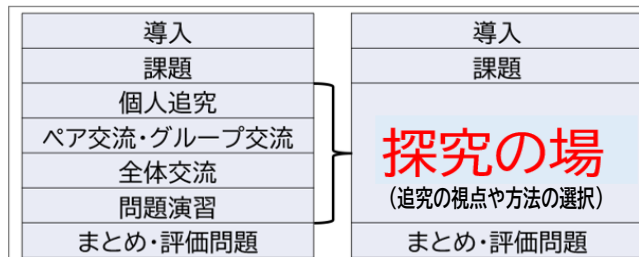 導入
課題
個人追究
ペア交流・グループ交流
全体交流
問題演習
まとめ・評価問題
導入
課題
探究の場
(追究の視点や方法の選択)
まとめ・評価問題